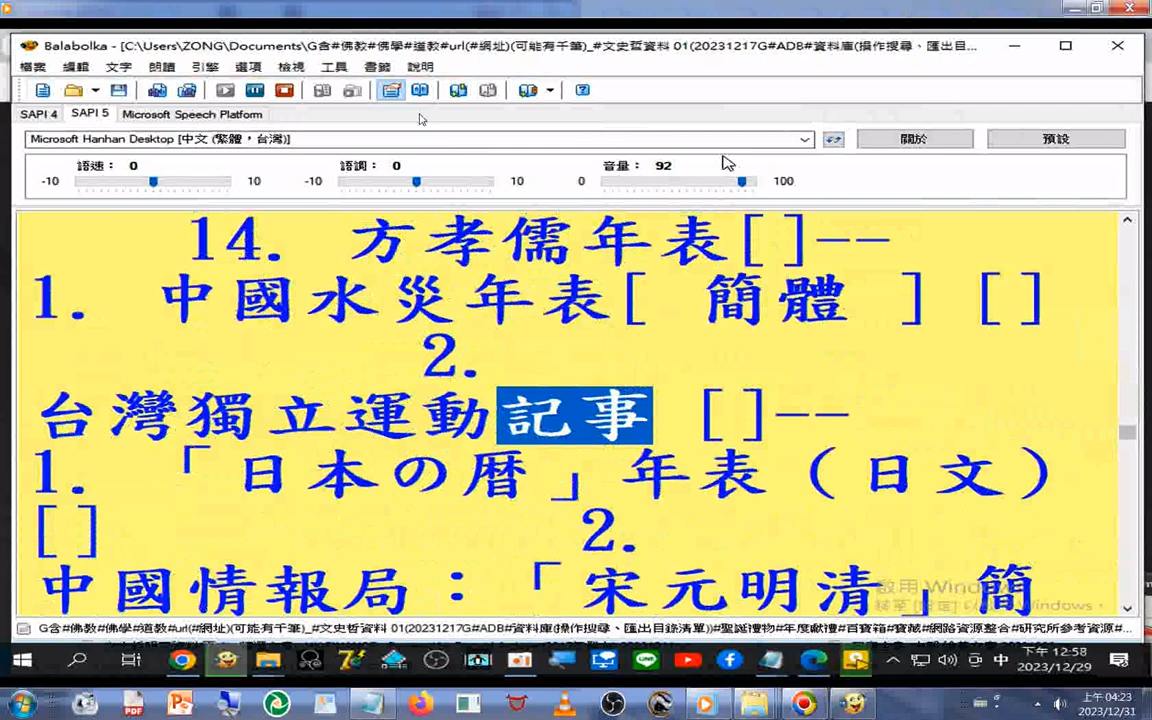 Balabolka - [C:\Users\ZONG\Documents\G含#佛教#佛學#道教#url(#網址)(可能有千筆)_#文史哲資料 01(20231217G#ADB#資料庫(操作搜尋、匯出目...
檔案 編輯 文字 朗讀 引擎 選項 檢視 工具 書籤 說明
SAPI 4 SAPI 5 Microsoft Speech Platform
Microsoft Hanhan Desktop [中文 (繁體，台灣)] 關於 預設
語速： 0 語調： 0 音量： 92
-10 10 -10 10 0 100
14. 方孝儒年表[]--
1. 中國水災年表[ 簡體 ] []
2.
台灣獨立運動記事 []--
1. 「日本の暦」年表（日文）
[]
2.
中國情報局：「宋元明清」簡
啟用 Windows
G含#佛教#佛學#道教#url(#網址)(可能有千筆)_#文史哲資料 01(20231217G#ADB#資料庫(操作搜尋、匯出目錄清單))#聖誕禮物#年度獻禮#百寶箱#寶藏#網路資源整合#研究所參考資源#...
中 下午 12:58
2023/12/29
上午 04:23
2023/12/31